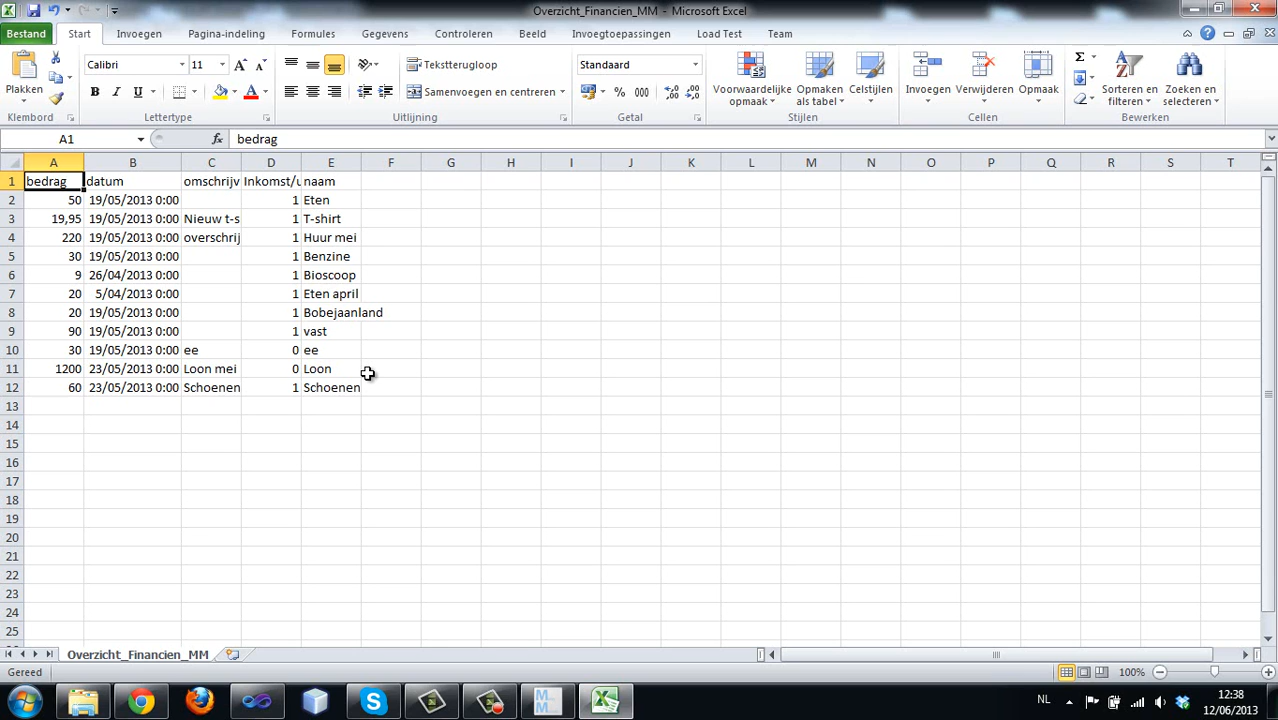 Overzicht_Financien_MM - Microsoft Excel
Bestand Start Invoegen Pagina-indeling Formules Gegevens Controleren Beeld Invoegtoepassingen Load Test Team
Plakken
Klembord
Calibri 11
B I U
Lettertype
Tekstterugloop
Samenvoegen en centreren
Uitlijning
Standaard
% 000
Getal
Voorwaardelijke opmaak
Opmaken als tabel
Celstijlen
Stijlen
Invoegen
Verwijderen
Opmaak
Cellen
Sorteren en filteren
Zoeken en selecteren
Bewerken
A1 fx bedrag
A B C D E F G H I J K L M N O P Q R S T
1 bedrag datum omschrijv Inkomst/u naam
2 50 19/05/2013 0:00 1 Eten
3 19,95 19/05/2013 0:00 Nieuw t-s 1 T-shirt
4 220 19/05/2013 0:00 overschrij 1 Huur mei
5 30 19/05/2013 0:00 1 Benzine
6 9 26/04/2013 0:00 1 Bioscoop
7 20 5/04/2013 0:00 1 Eten april
8 20 19/05/2013 0:00 1 Bobejaanland
9 90 19/05/2013 0:00 1 vast
10 30 19/05/2013 0:00 ee 0 ee
11 1200 23/05/2013 0:00 Loon mei 0 Loon
12 60 23/05/2013 0:00 Schoenen 1 Schoenen
13
14
15
16
17
18
19
20
21
22
23
24
25
Overzicht_Financien_MM
Gereed 100%
NL 12:38
12/06/2013